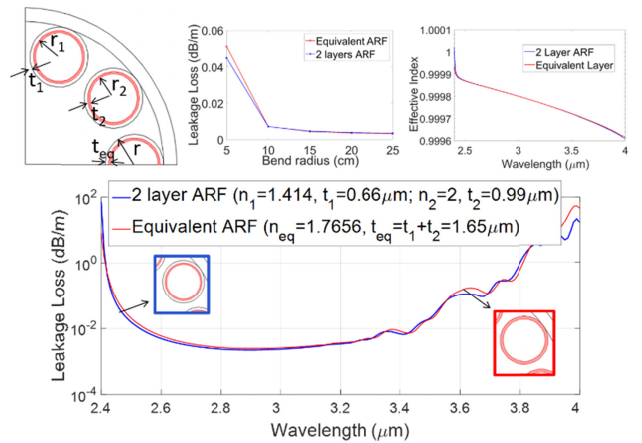 r1
t1
r2
t2
r
teq
0.06
0.04
0.02
0
Leakage Loss (dB/m)
Equivalent ARF
2 layers ARF
5 10 15 20 25
Bend radius (cm)
1.0001
1
0.9999
0.9998
0.9997
0.9996
Effective Index
2 Layer ARF
Equivalent Layer
2.5 3 3.5 4
Wavelength (μm)
10^2
10^0
10^-2
10^-4
Leakage Loss (dB/m)
2 layer ARF (n1=1.414, t1=0.66μm; n2=2, t2=0.99μm)
Equivalent ARF (neq=1.7656, teq=t1+t2=1.65μm)
2.4 2.6 2.8 3 3.2 3.4 3.6 3.8 4
Wavelength (μm)